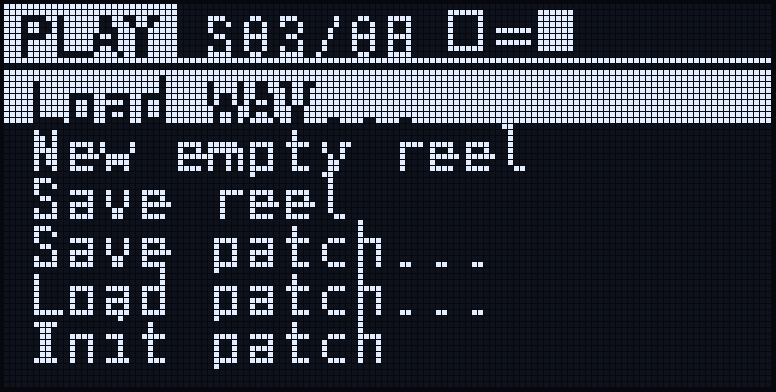 PLAY S03/08 □=■
Load WAV...
New empty reel
Save reel
Save patch...
Load patch...
Init patch